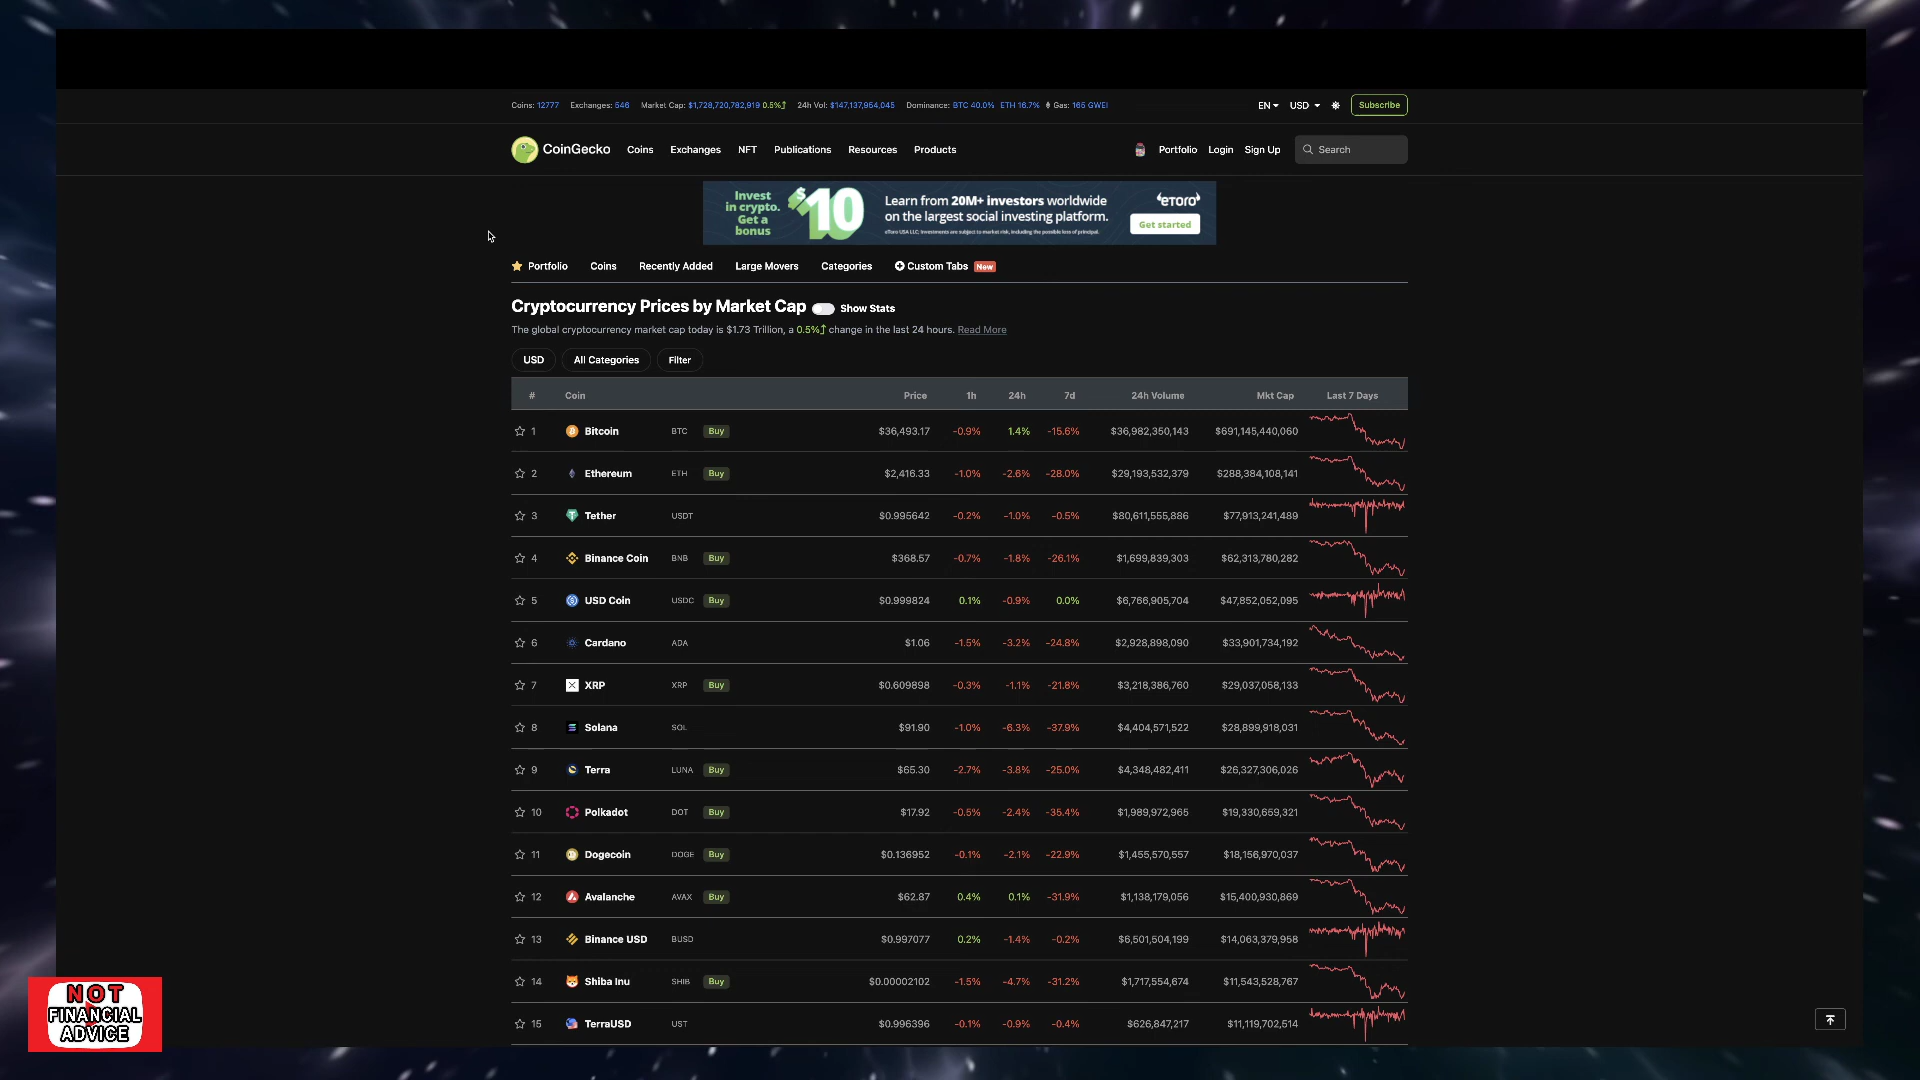 Coins: 12777 Exchanges: 546 Market Cap: $1,728,720,782,919 0.5% 24h Vol: $147,137,954,045 Dominance: BTC 40.0% ETH 16.7% Gas: 165 GWEI EN USD Subscribe
CoinGecko Coins Exchanges NFT Publications Resources Products Portfolio Login Sign Up Search
Invest in crypto. Get a bonus $10 Learn from 20M+ investors worldwide on the largest social investing platform. eToro Get started
eToro USA LLC; Investments are subject to market risk, including the possible loss of principal.
Portfolio Coins Recently Added Large Movers Categories Custom Tabs New
Cryptocurrency Prices by Market Cap Show Stats
The global cryptocurrency market cap today is $1.73 Trillion, a 0.5% change in the last 24 hours. Read More
USD All Categories Filter
# Coin Price 1h 24h 7d 24h Volume Mkt Cap Last 7 Days
1 Bitcoin BTC Buy $36,493.17 -0.9% 1.4% -15.6% $36,982,350,143 $691,145,440,060
2 Ethereum ETH Buy $2,416.33 -1.0% -2.6% -28.0% $29,193,532,379 $288,384,108,141
3 Tether USDT $0.995642 -0.2% -1.0% -0.5% $80,611,555,886 $77,913,241,489
4 Binance Coin BNB Buy $368.57 -0.7% -1.8% -26.1% $1,699,839,303 $62,313,780,282
5 USD Coin USDC Buy $0.999824 0.1% -0.9% 0.0% $6,766,905,704 $47,852,052,095
6 Cardano ADA $1.06 -1.5% -3.2% -24.8% $2,928,898,090 $33,901,734,192
7 XRP XRP Buy $0.609898 -0.3% -1.1% -21.8% $3,218,386,760 $29,037,058,133
8 Solana SOL $91.90 -1.0% -6.3% -37.9% $4,404,571,522 $28,899,918,031
9 Terra LUNA Buy $65.30 -2.7% -3.8% -25.0% $4,348,482,411 $26,327,306,026
10 Polkadot DOT Buy $17.92 -0.5% -2.4% -35.4% $1,989,972,965 $19,330,659,321
11 Dogecoin DOGE Buy $0.136952 -0.1% -2.1% -22.9% $1,455,570,557 $18,156,970,037
12 Avalanche AVAX Buy $62.87 0.4% 0.1% -31.9% $1,138,179,056 $15,400,930,869
13 Binance USD BUSD $0.997077 0.2% -1.4% -0.2% $6,501,504,199 $14,063,379,958
14 Shiba Inu SHIB Buy $0.00002102 -1.5% -4.7% -31.2% $1,717,554,674 $11,543,528,767
15 TerraUSD UST $0.996396 -0.1% -0.9% -0.4% $626,847,217 $11,119,702,514
NOT
FINANCIAL
ADVICE